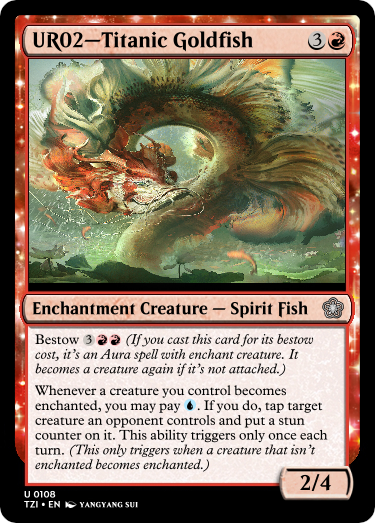 UR02—Titanic Goldfish 3
Enchantment Creature — Spirit Fish
Bestow 3 (If you cast this card for its bestow
cost, it's an Aura spell with enchant creature. It
becomes a creature again if it's not attached.)
Whenever a creature you control becomes
enchanted, you may pay. If you do, tap target
creature an opponent controls and put a stun
counter on it. This ability triggers only once each
turn. (This only triggers when a creature that isn't
enchanted becomes enchanted.)
2/4
U 0108
TZI • EN YANGYANG SUI